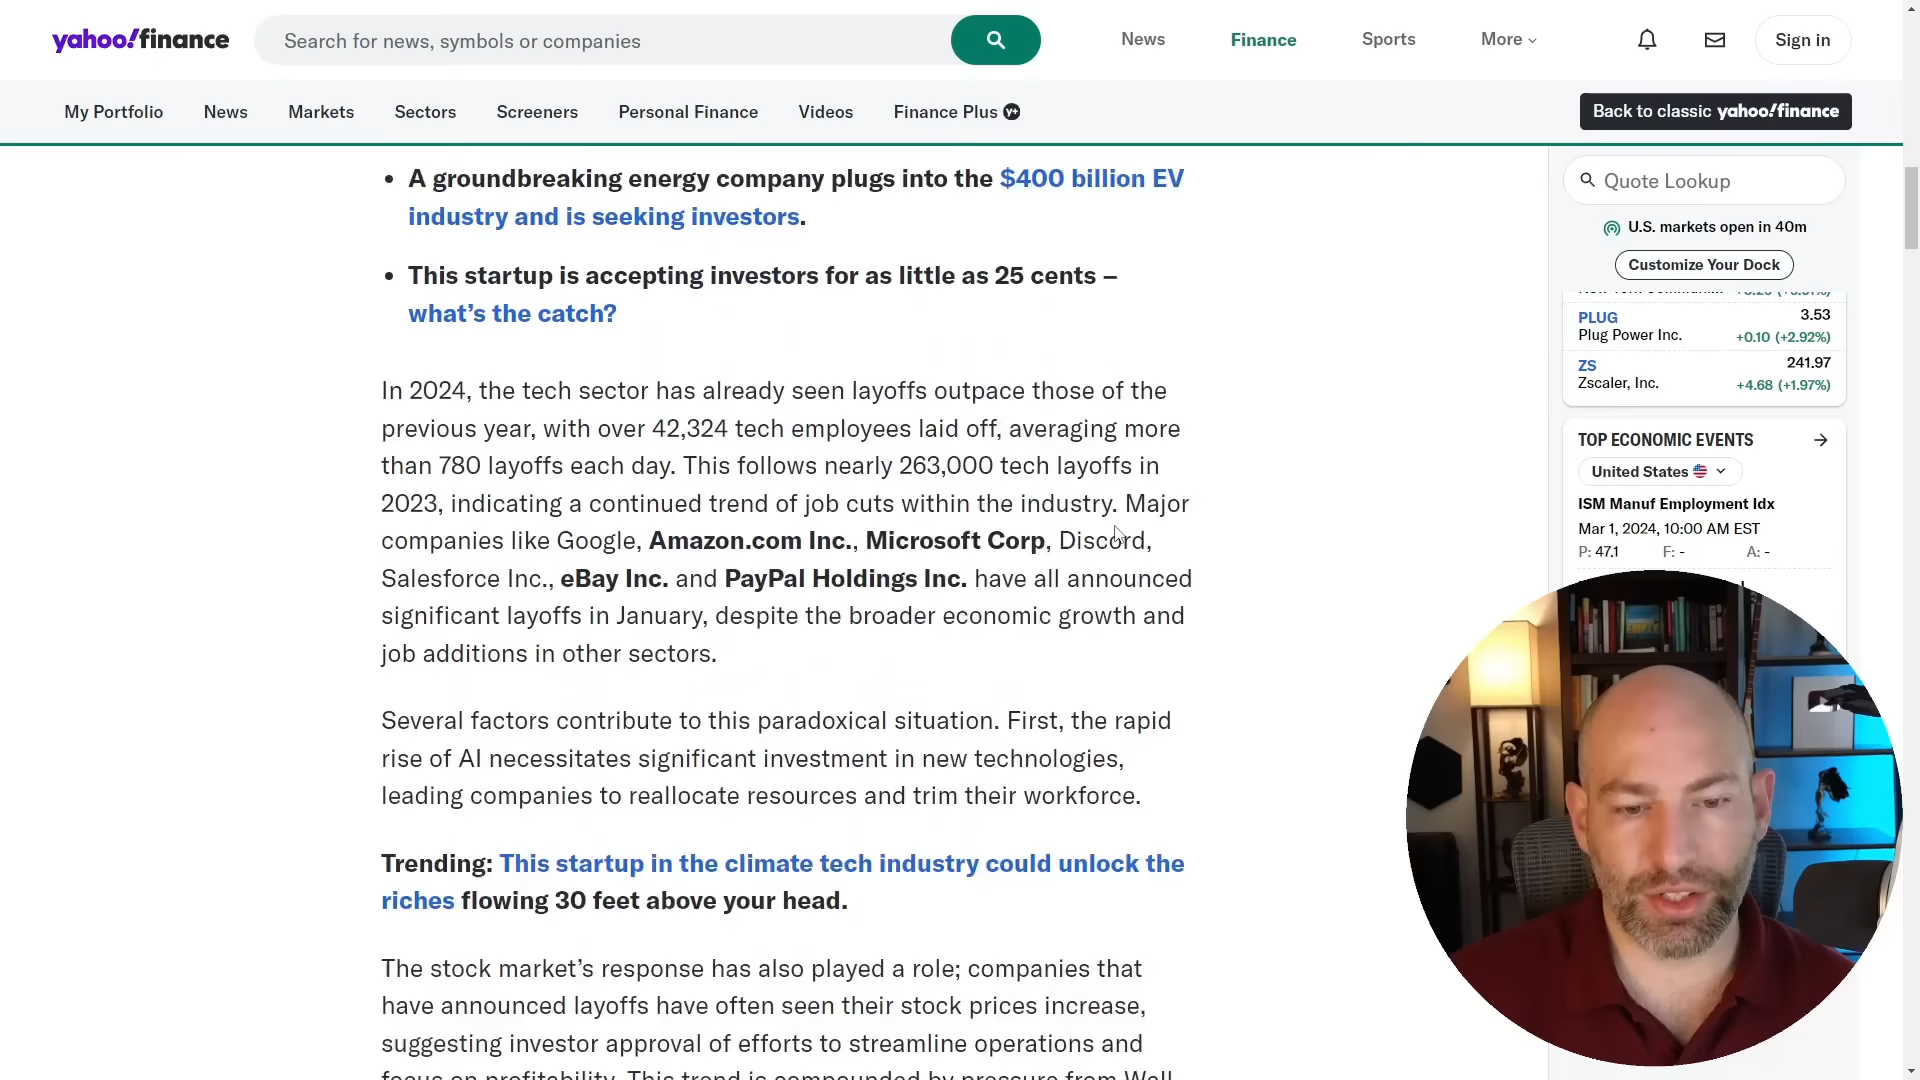 yahoo!finance
Search for news, symbols or companies
News
Finance
Sports
More
Sign in
My Portfolio
News
Markets
Sectors
Screeners
Personal Finance
Videos
Finance Plus
Back to classic yahoo!finance
• A groundbreaking energy company plugs into the $400 billion EV
industry and is seeking investors.
• This startup is accepting investors for as little as 25 cents –
what's the catch?
In 2024, the tech sector has already seen layoffs outpace those of the
previous year, with over 42,324 tech employees laid off, averaging more
than 780 layoffs each day. This follows nearly 263,000 tech layoffs in
2023, indicating a continued trend of job cuts within the industry. Major
companies like Google, Amazon.com Inc., Microsoft Corp, Discord,
Salesforce Inc., eBay Inc. and PayPal Holdings Inc. have all announced
significant layoffs in January, despite the broader economic growth and
job additions in other sectors.
Several factors contribute to this paradoxical situation. First, the rapid
rise of AI necessitates significant investment in new technologies,
leading companies to reallocate resources and trim their workforce.
Trending: This startup in the climate tech industry could unlock the
riches flowing 30 feet above your head.
The stock market's response has also played a role; companies that
have announced layoffs have often seen their stock prices increase,
suggesting investor approval of efforts to streamline operations and
focus on profitability. This trend is compounded by pressure from Wall
Quote Lookup
U.S. markets open in 40m
Customize Your Dock
PLUG 3.53
Plug Power Inc. +0.10 (+2.92%)
ZS 241.97
Zscaler, Inc. +4.68 (+1.97%)
TOP ECONOMIC EVENTS
United States
ISM Manuf Employment Idx
Mar 1, 2024, 10:00 AM EST
P: 47.1 F: - A: -
EMPTY